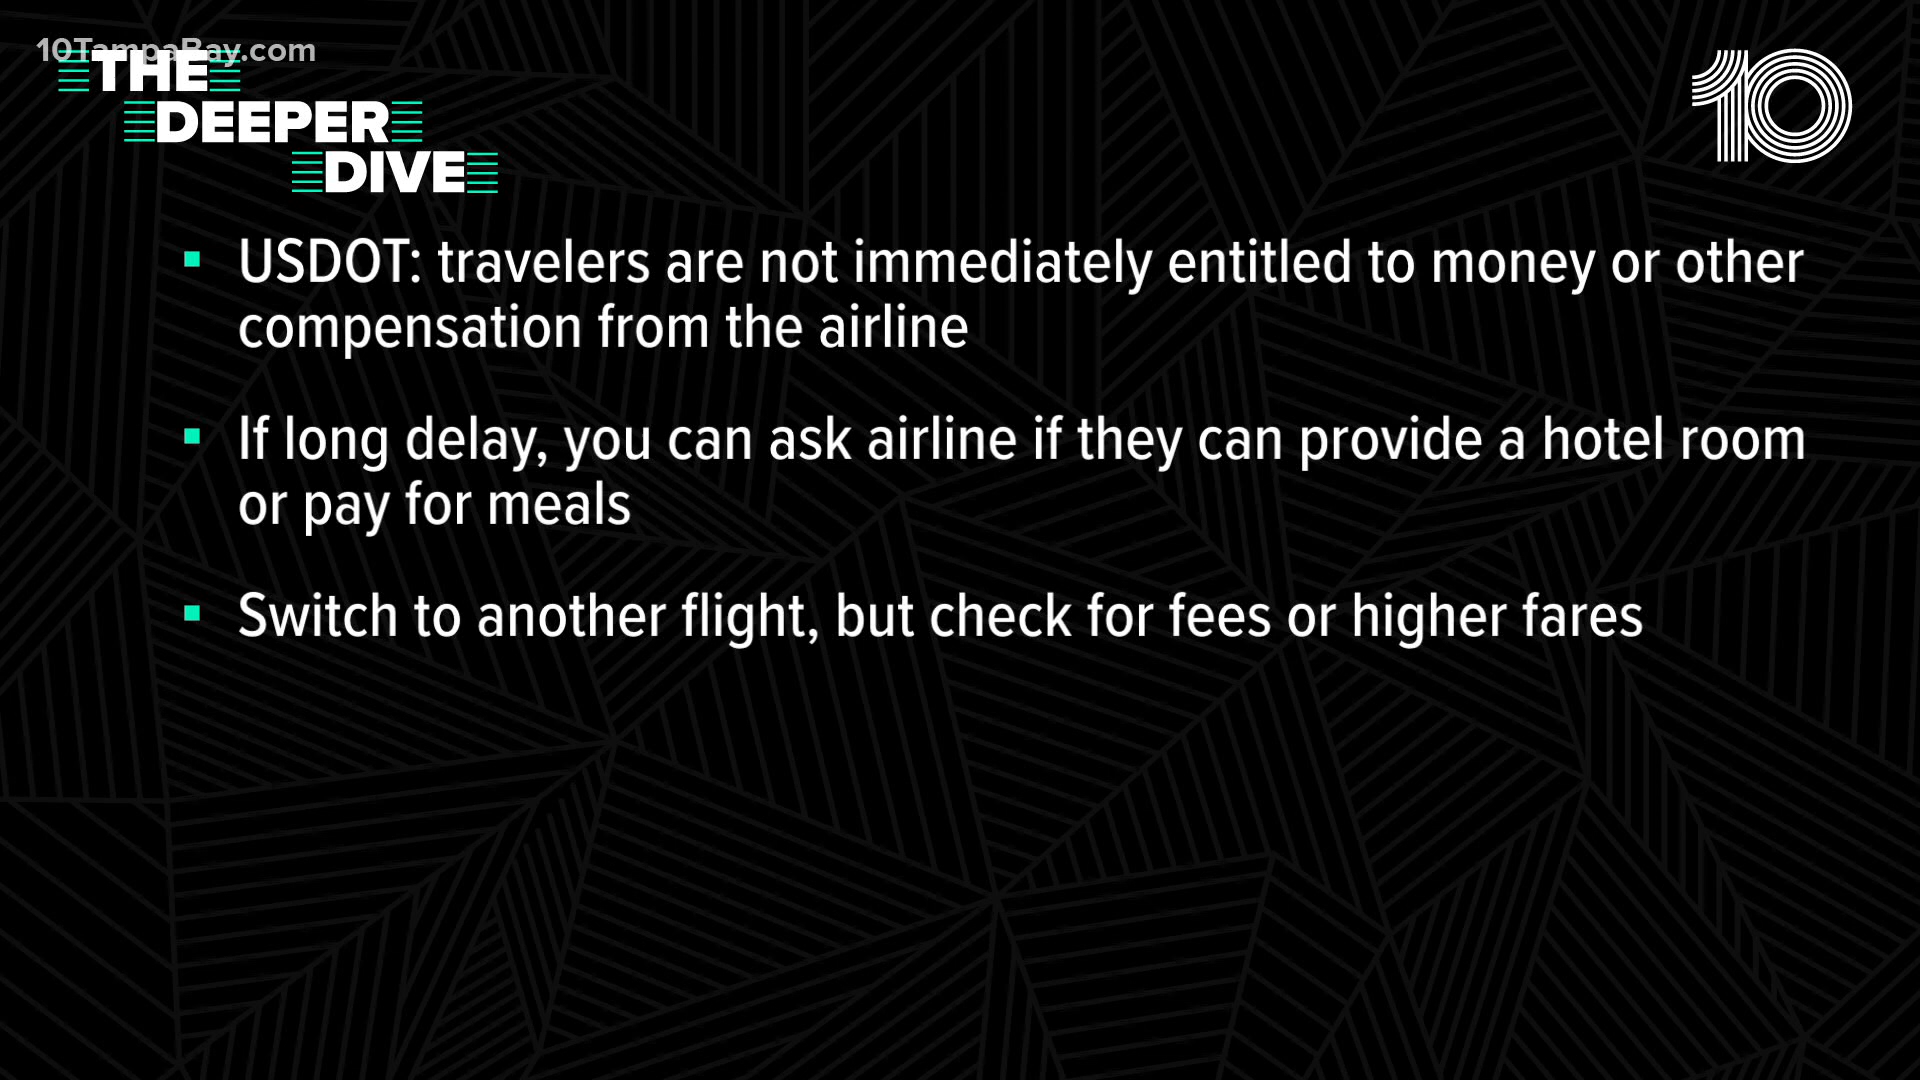 10TampaBay.com
THE
DEEPER
DIVE
10
USDOT: travelers are not immediately entitled to money or other
compensation from the airline
If long delay, you can ask airline if they can provide a hotel room
or pay for meals
Switch to another flight, but check for fees or higher fares